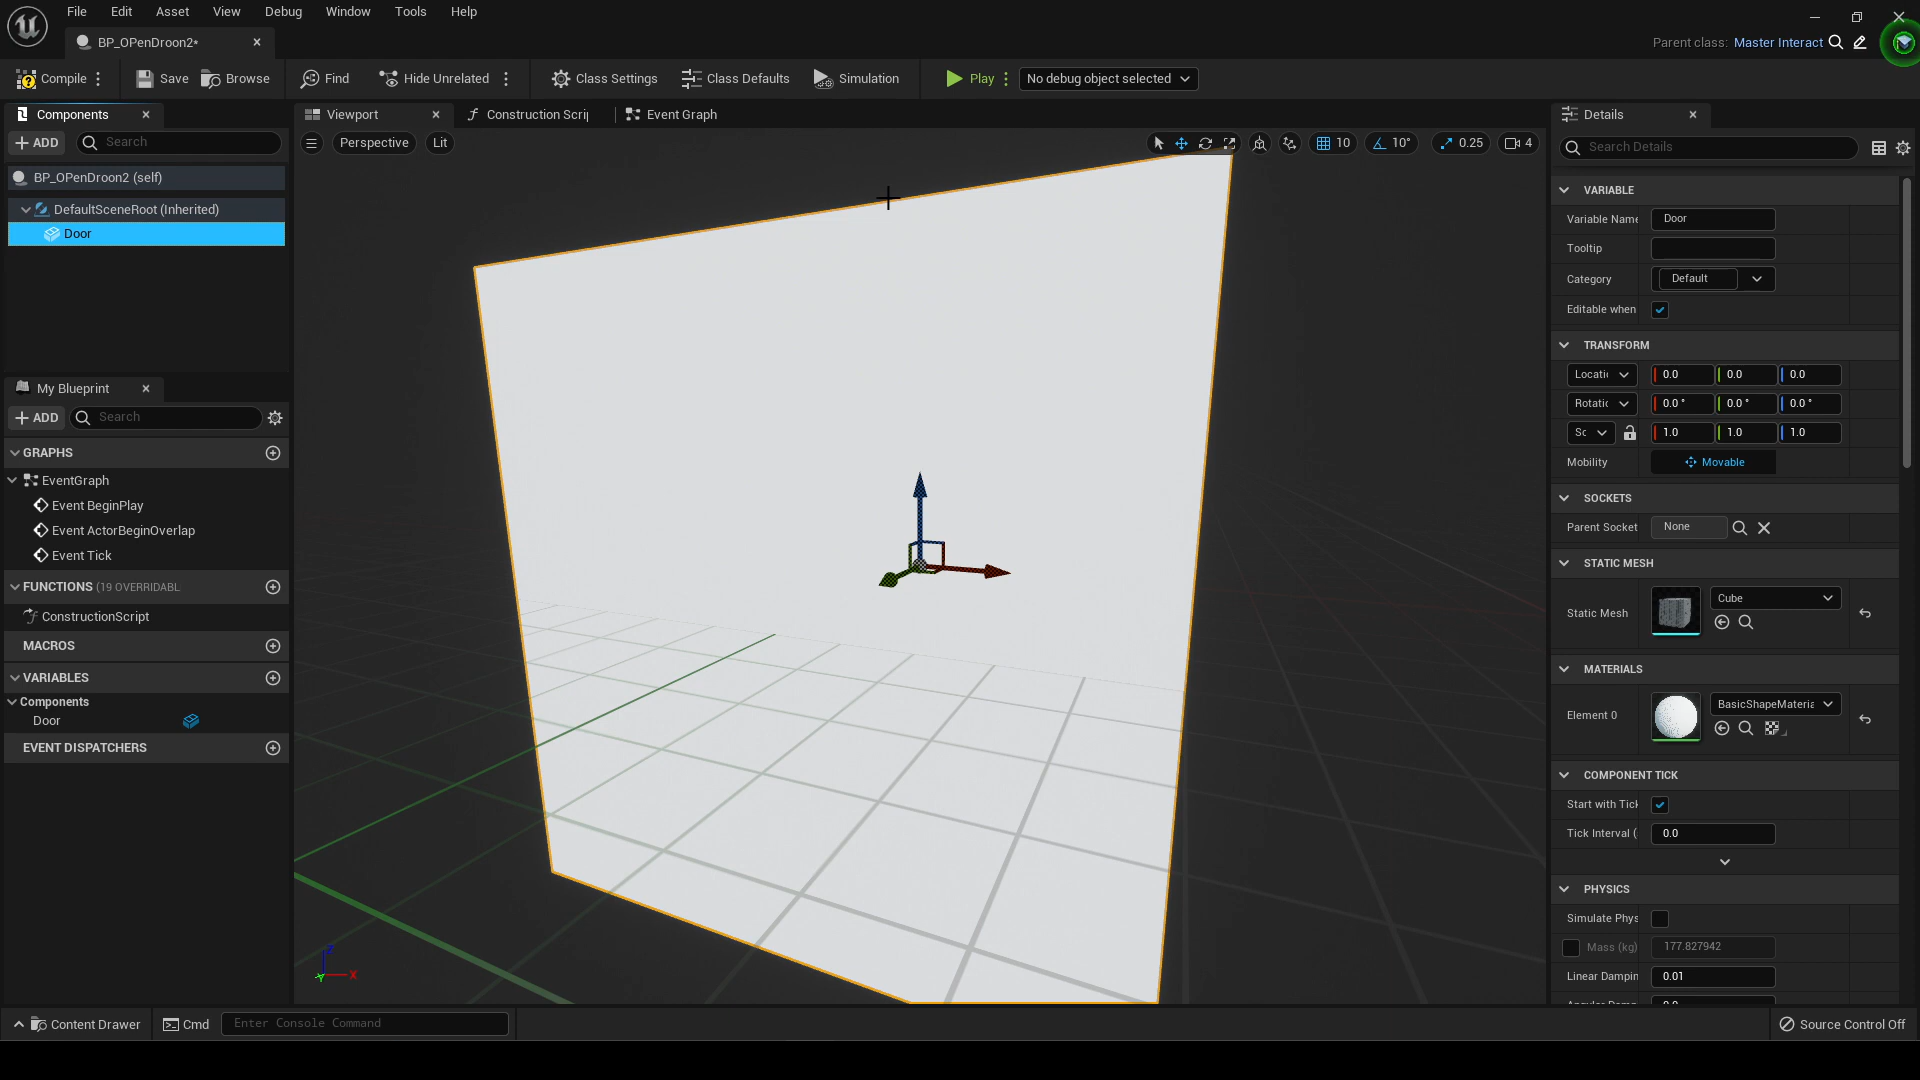 File Edit Asset View Debug Window Tools Help
BP_OPenDroon2*
Parent class: Master Interact
Compile Save Browse Find Hide Unrelated Class Settings Class Defaults Simulation Play No debug object selected
Components
ADD Search
BP_OPenDroon2 (self)
DefaultSceneRoot (Inherited)
Door
My Blueprint
ADD Search
GRAPHS
EventGraph
Event BeginPlay
Event ActorBeginOverlap
Event Tick
FUNCTIONS (19 OVERRIDABL
ConstructionScript
MACROS
VARIABLES
Components
Door
EVENT DISPATCHERS
Viewport Construction Scrip Event Graph
Perspective Lit 10 10° 0.25 4
Z
X
Y
Details
Search Details
VARIABLE
Variable Name Door
Tooltip
Category Default
Editable when
TRANSFORM
Locati 0.0 0.0 0.0
Rotatic 0.0 ° 0.0 ° 0.0 °
Sc 1.0 1.0 1.0
Mobility Movable
SOCKETS
Parent Socket None
STATIC MESH
Static Mesh Cube
MATERIALS
Element 0 BasicShapeMateria
COMPONENT TICK
Start with Tick
Tick Interval ( 0.0
PHYSICS
Simulate Phys
Mass (kg) 177.827942
Linear Dampin 0.01
Content Drawer Cmd Enter Console Command Source Control Off